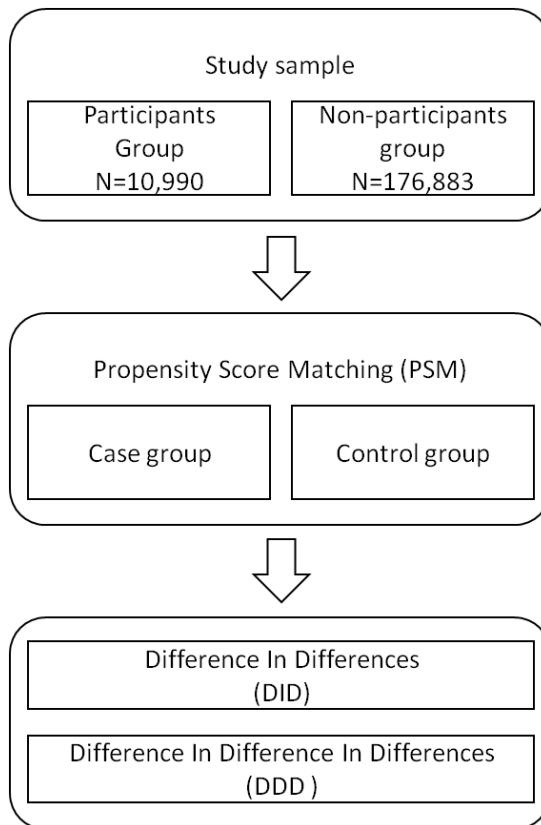 Study sample
Participants
Group
N=10,990
Non-participants
group
N=176,883
Propensity Score Matching (PSM)
Case group
Control group
Difference In Differences
(DID)
Difference In Difference In Differences
(DDD )